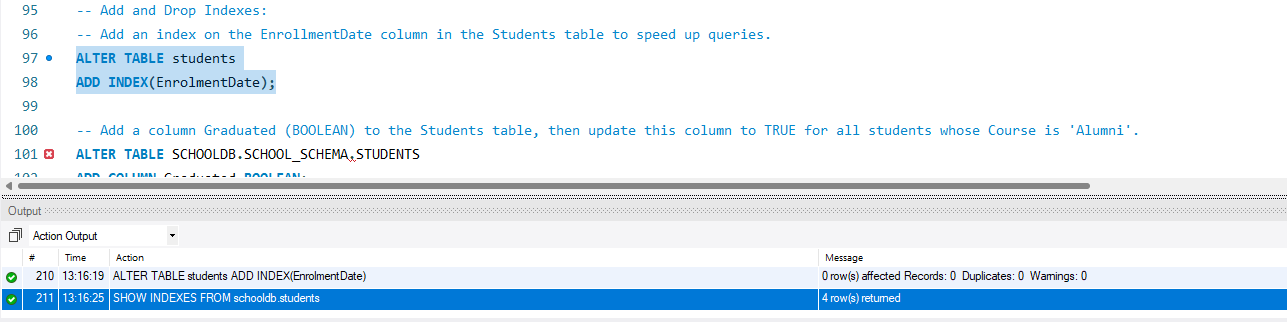 95 -- Add and Drop Indexes:
96 -- Add an index on the EnrollmentDate column in the Students table to speed up queries.
97 ALTER TABLE students
98 ADD INDEX(EnrolmentDate);
99
100 -- Add a column Graduated (BOOLEAN) to the Students table, then update this column to TRUE for all students whose Course is 'Alumni'.
101 ALTER TABLE SCHOOLDB.SCHOOL_SCHEMA.STUDENTS
102 ADD COLUMN Graduated BOOLEAN;
Output
Action Output
# Time Action Message
210 13:16:19 ALTER TABLE students ADD INDEX(EnrolmentDate) 0 row(s) affected Records: 0 Duplicates: 0 Warnings: 0
211 13:16:25 SHOW INDEXES FROM schooldb.students 4 row(s) returned